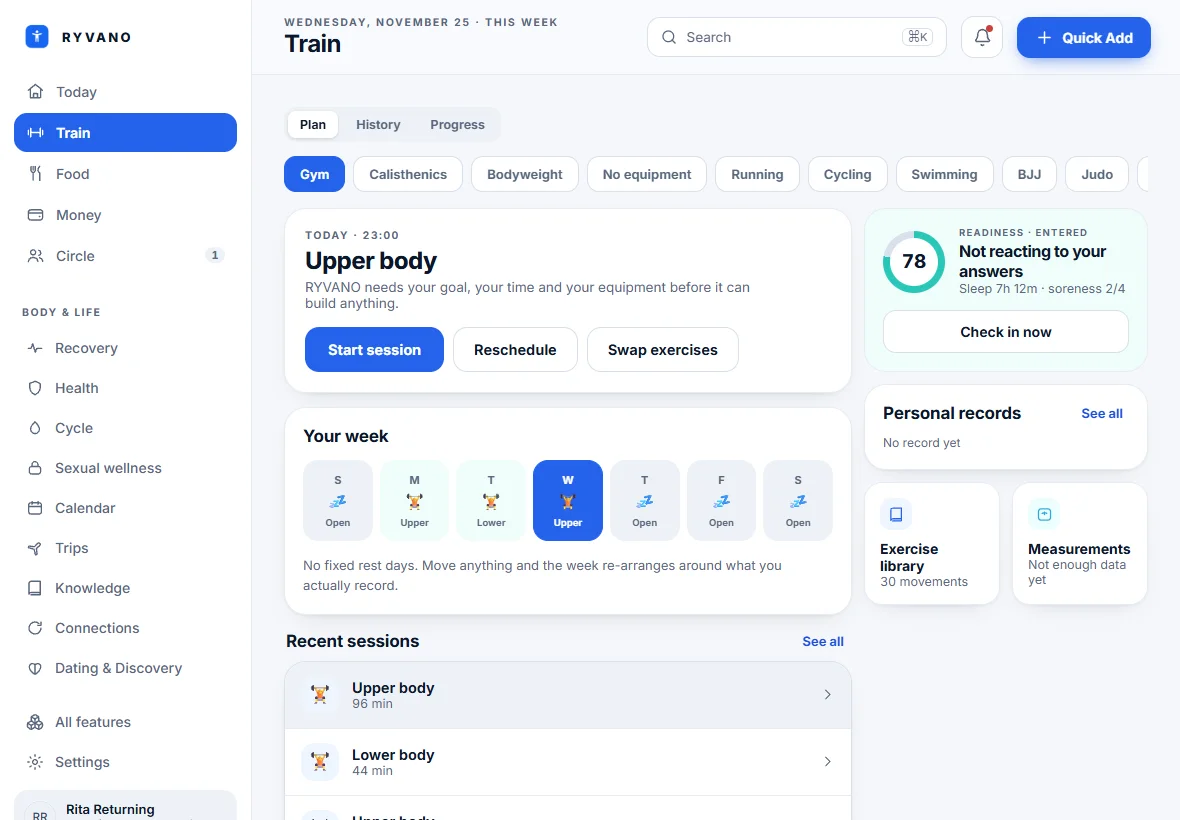 RYVANO
Today
Train
Food
Money
Circle
1
BODY & LIFE
Recovery
Health
Cycle
Sexual wellness
Calendar
Trips
Knowledge
Connections
Dating & Discovery
All features
Settings
RR
Rita Returning
WEDNESDAY, NOVEMBER 25 · THIS WEEK
Train
Search
⌘K
Quick Add
Plan
History
Progress
Gym
Calisthenics
Bodyweight
No equipment
Running
Cycling
Swimming
BJJ
Judo
TODAY · 23:00
Upper body
RYVANO needs your goal, your time and your equipment before it can
build anything.
Start session
Reschedule
Swap exercises
Your week
S
Open
M
Upper
T
Lower
W
Upper
T
Open
F
Open
S
Open
No fixed rest days. Move anything and the week re-arranges around what you
actually record.
Recent sessions
See all
Upper body
96 min
Lower body
44 min
Upper body
78
READINESS · ENTERED
Not reacting to your
answers
Sleep 7h 12m · soreness 2/4
Check in now
Personal records
See all
No record yet
Exercise
library
30 movements
Measurements
Not enough data
yet